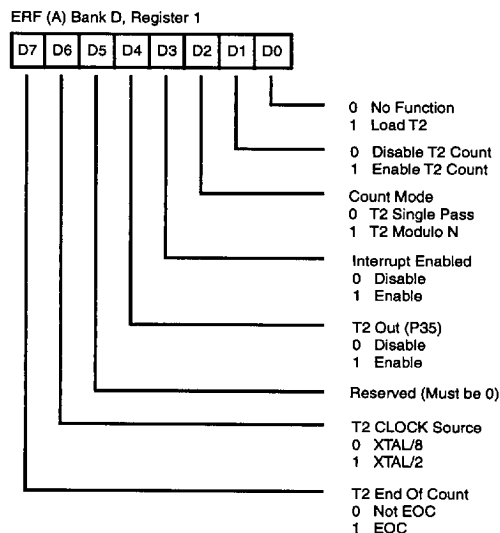 ERF (A) Bank D, Register 1
D7 D6 D5 D4 D3 D2 D1 D0
0 No Function
1 Load T2
0 Disable T2 Count
1 Enable T2 Count
Count Mode
0 T2 Single Pass
1 T2 Modulo N
Interrupt Enabled
0 Disable
1 Enable
T2 Out (P35)
0 Disable
1 Enable
Reserved (Must be 0)
T2 CLOCK Source
0 XTAL/8
1 XTAL/2
T2 End Of Count
0 Not EOC
1 EOC